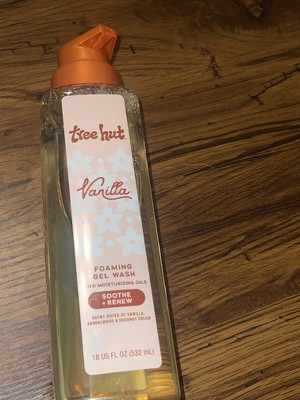 tree hut
Vanilla
FOAMING
GEL WASH
WITH MOISTURIZING OILS
SOOTHE
+ RENEW
SCENT NOTES OF VANILLA,
SANDALWOOD & COCONUT CREAM
18 US FL OZ (532 mL)